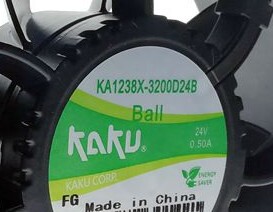 KA1238X-3200D24B
Ball
KAKU®
24V
0.50A
KAKU CORP
ENERGY
SAVER
FG Made in China